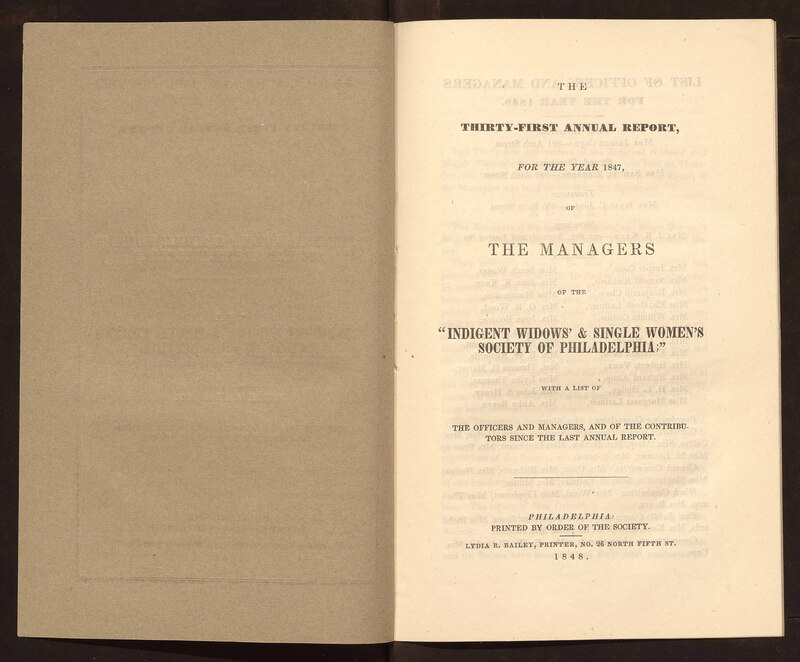 THE
THIRTY-FIRST ANNUAL REPORT,
FOR THE YEAR 1847,
OF
THE MANAGERS
OF THE
"INDIGENT WIDOWS' & SINGLE WOMEN'S
SOCIETY OF PHILADELPHIA;"
WITH A LIST OF
THE OFFICERS AND MANAGERS, AND OF THE CONTRIBU-
TORS SINCE THE LAST ANNUAL REPORT.
PHILADELPHIA:
PRINTED BY ORDER OF THE SOCIETY.
LYDIA R. BAILEY, PRINTER, NO. 26 NORTH FIFTH ST.
1848.